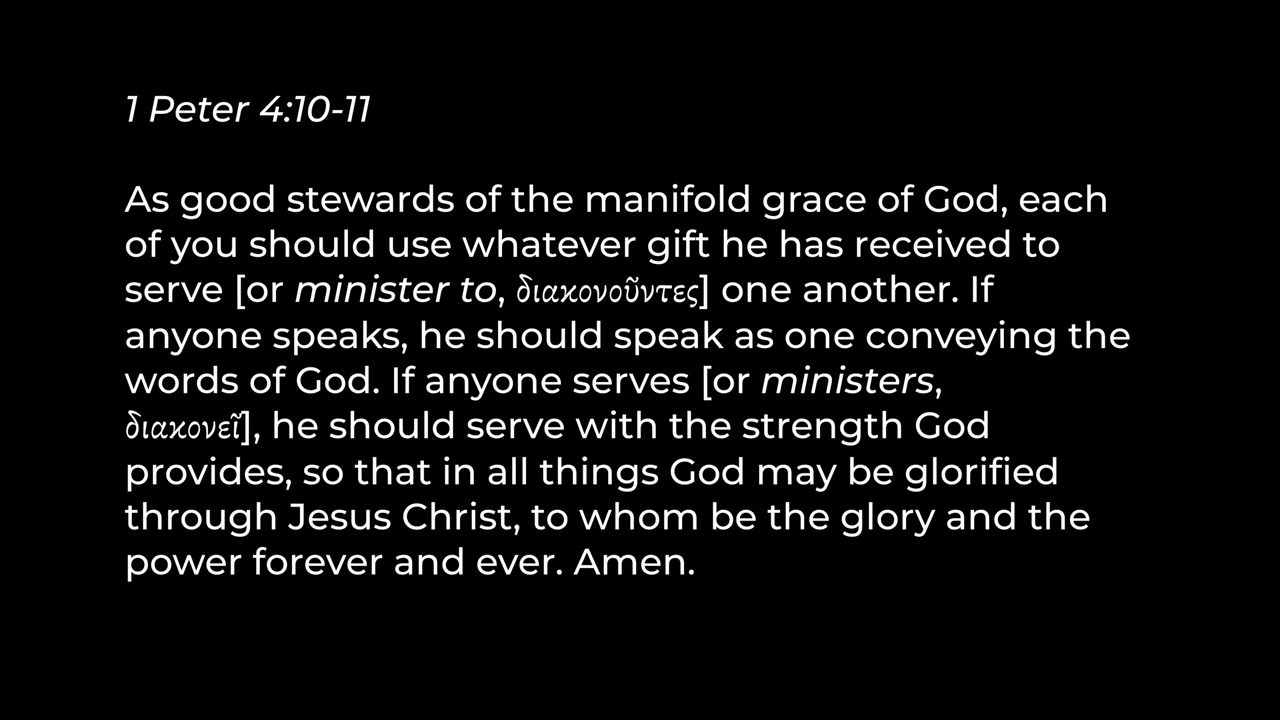 1 Peter 4:10-11
As good stewards of the manifold grace of God, each
of you should use whatever gift he has received to
serve [or minister to, διακονοῦντες] one another. If
anyone speaks, he should speak as one conveying the
words of God. If anyone serves [or ministers,
διακονεῖ], he should serve with the strength God
provides, so that in all things God may be glorified
through Jesus Christ, to whom be the glory and the
power forever and ever. Amen.